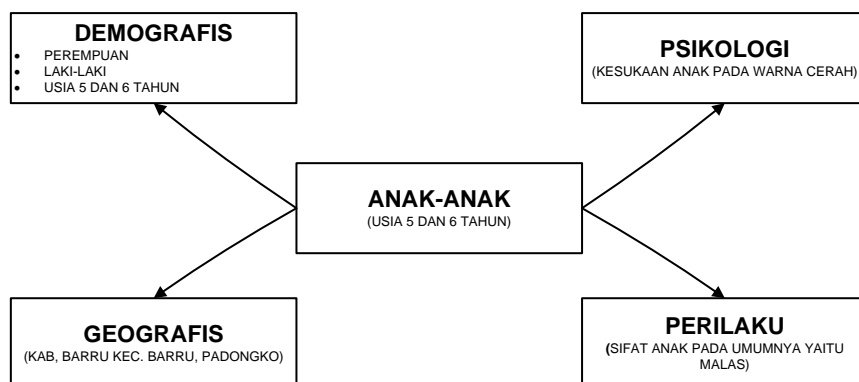 DEMOGRAFIS
• PEREMPUAN
• LAKI-LAKI
• USIA 5 DAN 6 TAHUN
PSIKOLOGI
(KESUKAAN ANAK PADA WARNA CERAH)
ANAK-ANAK
(USIA 5 DAN 6 TAHUN)
GEOGRAFIS
(KAB, BARRU KEC. BARRU, PADONGKO)
PERILAKU
(SIFAT ANAK PADA UMUMNYA YAITU
MALAS)